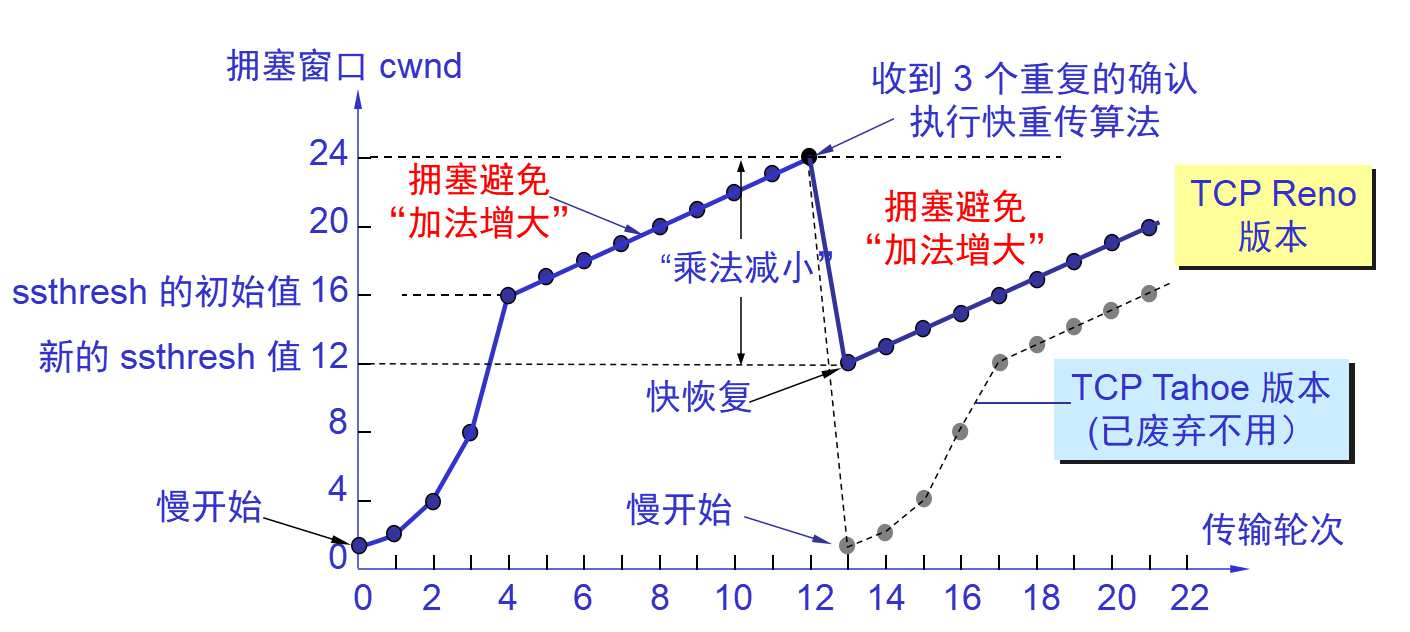 拥塞窗口 cwnd
收到 3 个重复的确认
执行快重传算法
24
拥塞避免
“加法增大”
拥塞避免
“加法增大”
TCP Reno
版本
20
“乘法减小”
ssthresh 的初始值 16
新的 ssthresh 值 12
快恢复
TCP Tahoe 版本
(已废弃不用）
8
4
慢开始
慢开始
传输轮次
0
0 2 4 6 8 10 12 14 16 18 20 22